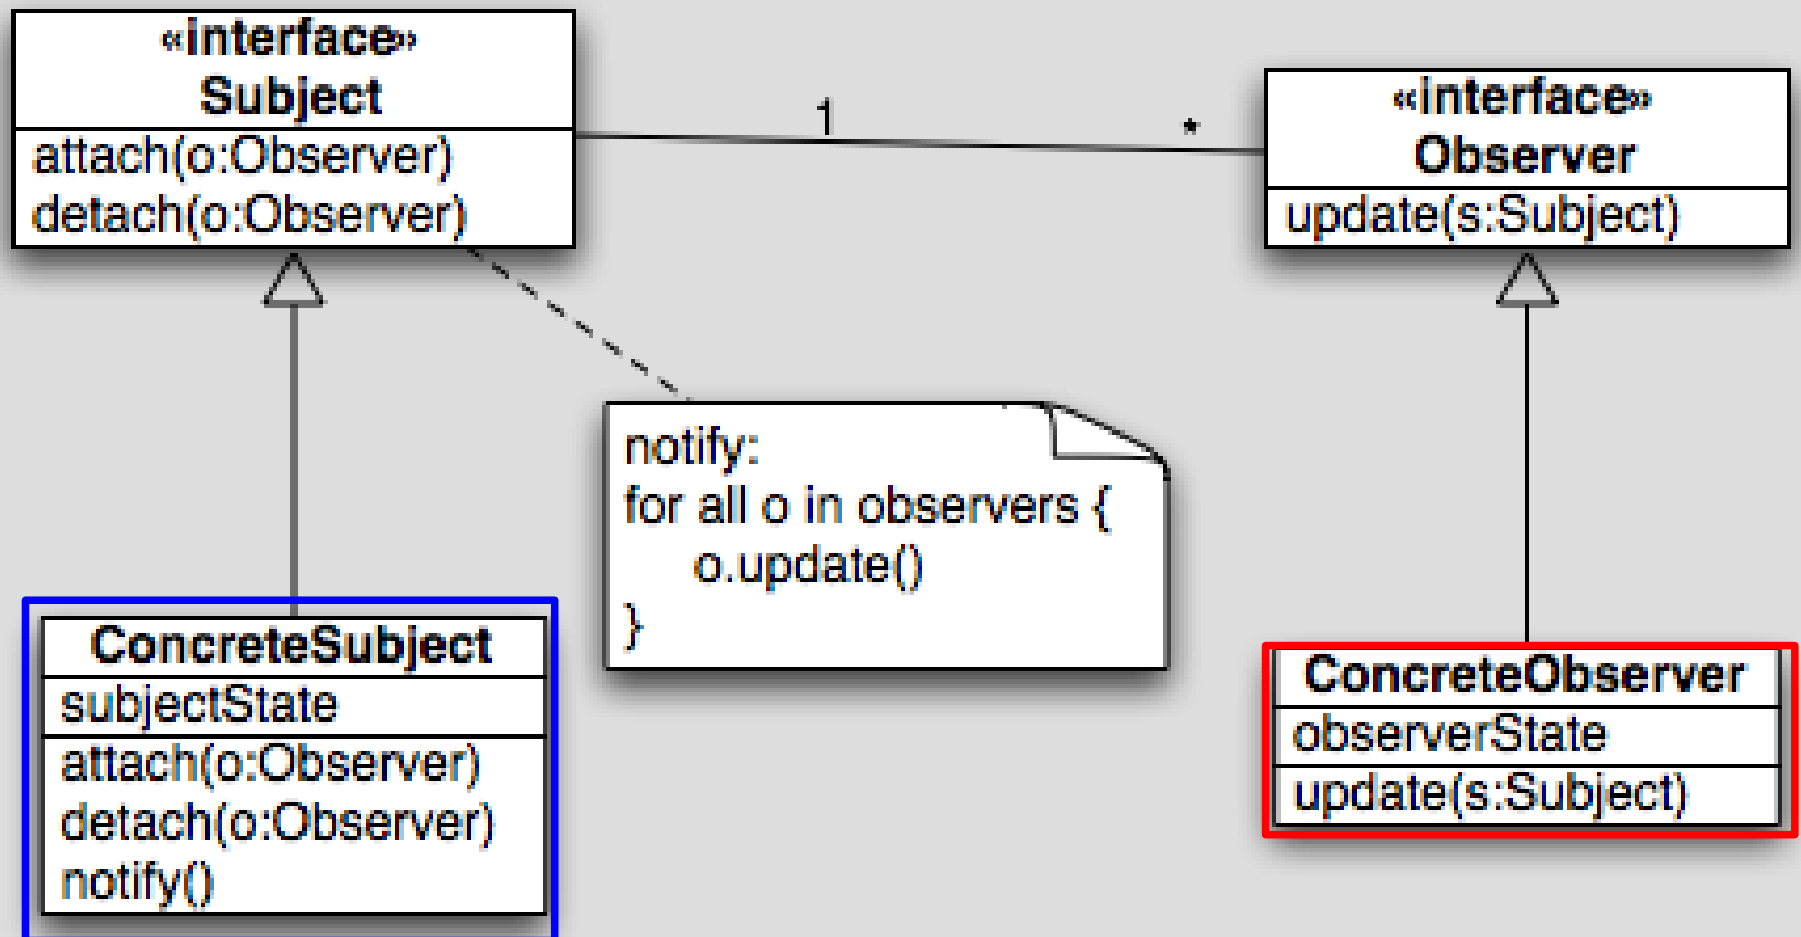 «interface»
Subject
attach(o:Observer)
detach(o:Observer)
1
*
«interface»
Observer
update(s:Subject)
notify:
for all o in observers {
o.update()
}
ConcreteSubject
subjectState
attach(o:Observer)
detach(o:Observer)
notify()
ConcreteObserver
observerState
update(s:Subject)